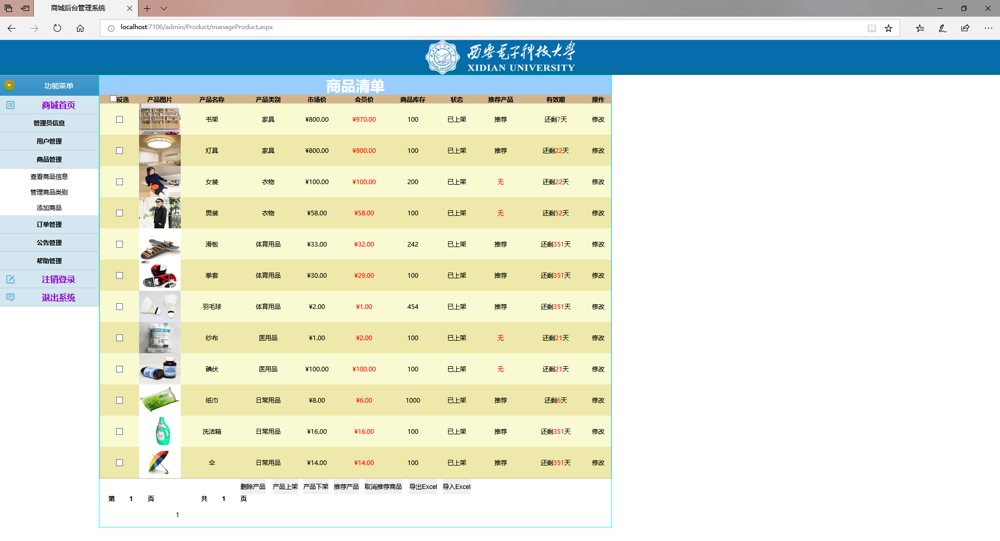 商城后台管理系统
localhost:7106/admin/Product/manageProduct.aspx
西安电子科技大学
XIDIAN UNIVERSITY
功能菜单
商城首页
管理员信息
用户管理
商品管理
查看商品信息
管理商品类别
添加商品
订单管理
公告管理
帮助管理
注销登录
退出系统
商品清单
反选 产品图片 产品名称 产品类别 市场价 会员价 商品库存 状态 推荐产品 有效期 操作
书架 家具 ¥800.00 ¥970.00 100 已上架 推荐 还剩7天 修改
灯具 家具 ¥800.00 ¥800.00 100 已上架 推荐 还剩22天 修改
女装 衣物 ¥100.00 ¥100.00 200 已上架 无 还剩22天 修改
男装 衣物 ¥58.00 ¥58.00 100 已上架 无 还剩52天 修改
滑板 体育用品 ¥33.00 ¥32.00 242 已上架 推荐 还剩351天 修改
拳套 体育用品 ¥30.00 ¥29.00 100 已上架 推荐 还剩351天 修改
羽毛球 体育用品 ¥2.00 ¥1.00 454 已上架 推荐 还剩351天 修改
纱布 医用品 ¥1.00 ¥2.00 100 已上架 无 还剩21天 修改
碘伏 医用品 ¥100.00 ¥100.00 100 已上架 无 还剩21天 修改
纸巾 日常用品 ¥8.00 ¥6.00 1000 已上架 推荐 还剩6天 修改
洗洁精 日常用品 ¥16.00 ¥16.00 100 已上架 推荐 还剩351天 修改
伞 日常用品 ¥14.00 ¥14.00 100 已上架 推荐 还剩351天 修改
删除产品 产品上架 产品下架 推荐产品 取消推荐商品 导出Excel 导入Excel
第 1 页 共 1 页
1